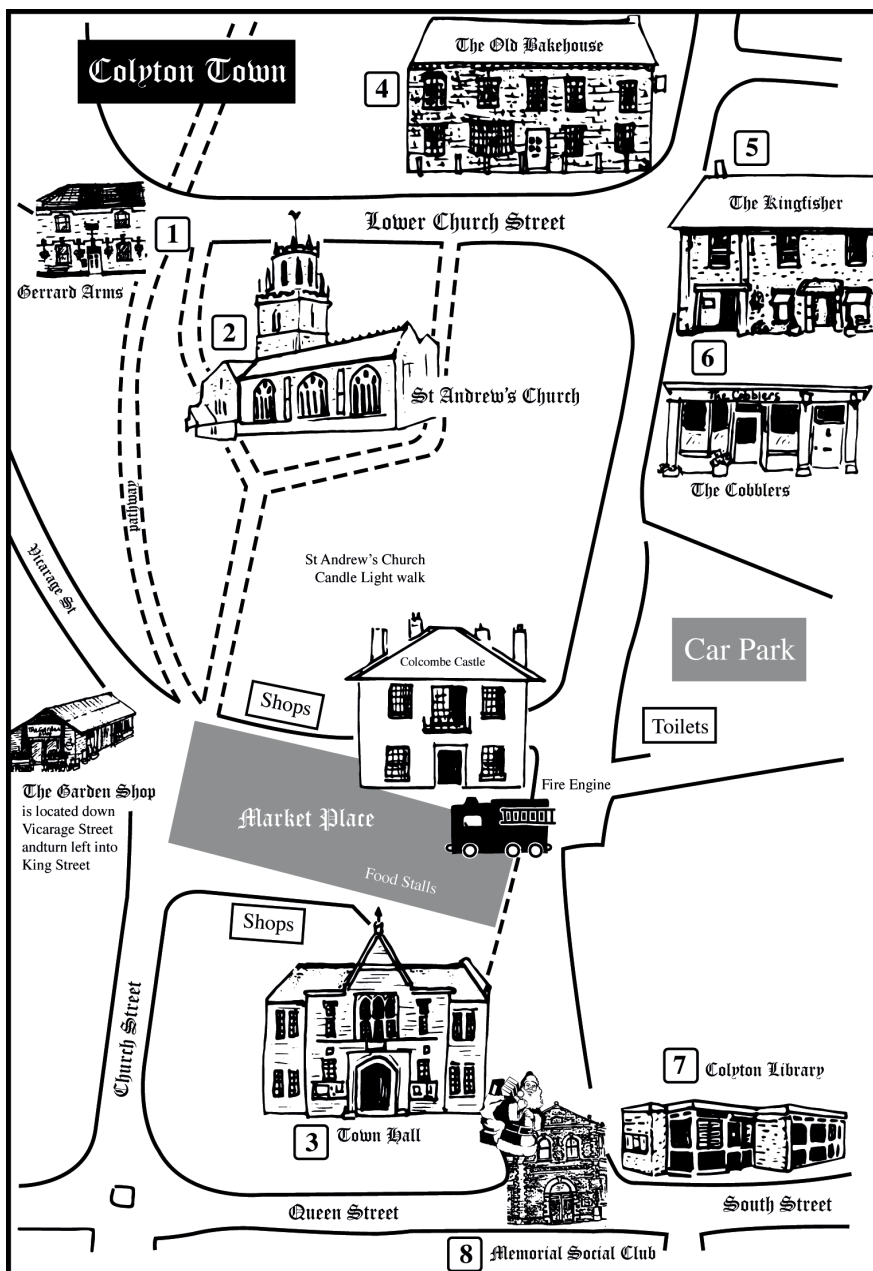 Colyton Town
The Old Bakehouse
4
5
The Kingfisher
1
Lower Church Street
Gerrard Arms
2
6
St Andrew's Church
The Cobblers
The Cobblers
pathway
Vicarage St
St Andrew's Church
Candle Light walk
Colcombe Castle
Car Park
Shops
Toilets
The Garden Shop
is located down
Vicarage Street
andturn left into
King Street
Fire Engine
Market Place
Food Stalls
Shops
Church Street
7
Colyton Library
3
Town Hall
Queen Street
South Street
8
Memorial Social Club